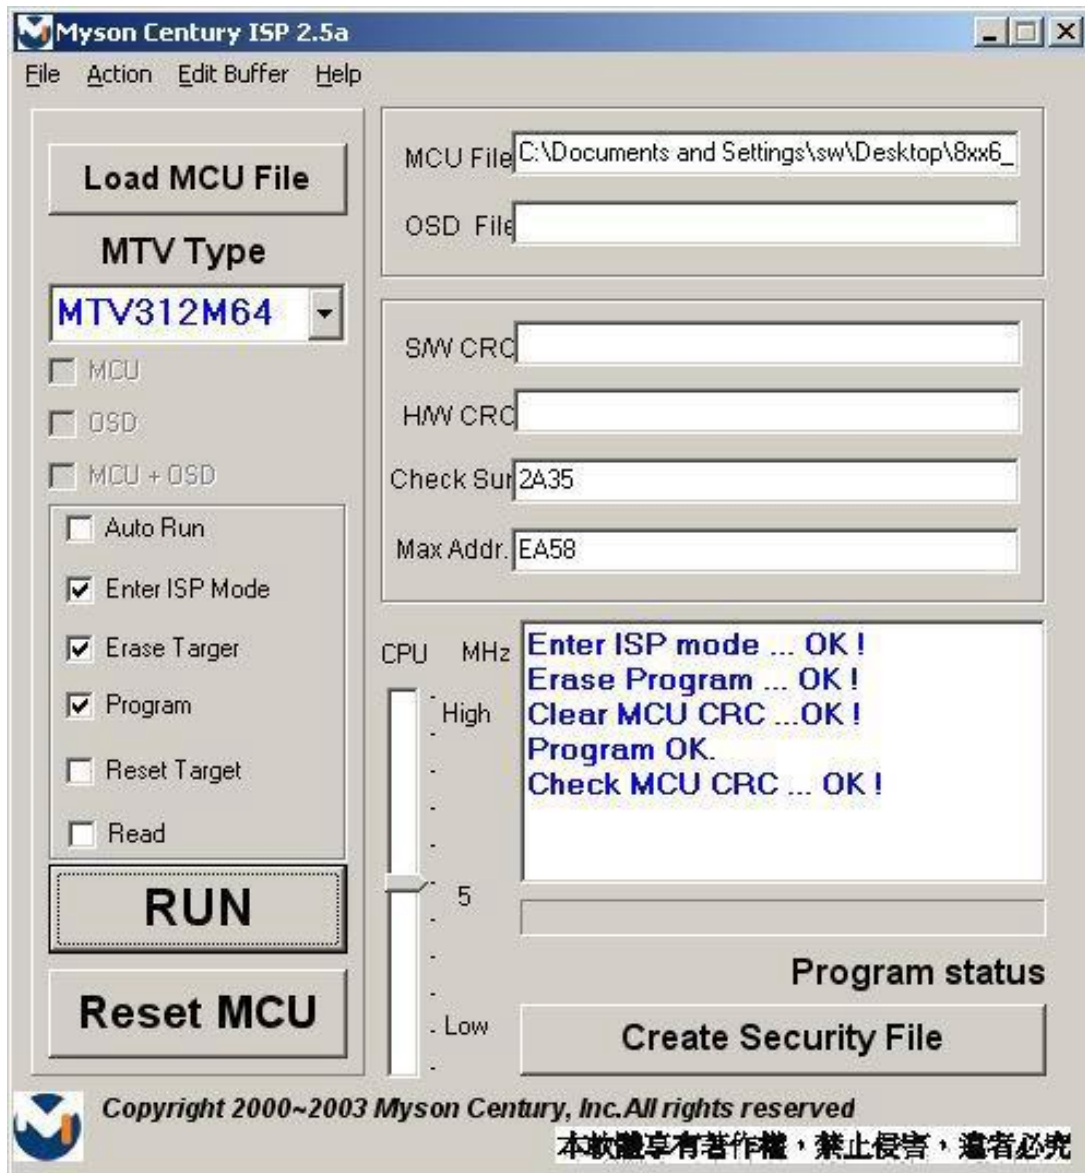 Myson Century ISP 2.5a
File Action Edit Buffer Help
Load MCU File
MTV Type
MTV312M64
MCU
OSD
MCU + OSD
Auto Run
Enter ISP Mode
Erase Targer
Program
Reset Target
Read
RUN
Reset MCU
MCU File C:\Documents and Settings\sw\Desktop\8xx6_
OSD File
S/W CRC
H/W CRC
Check Sur 2A35
Max Addr. EA58
CPU MHz
High
5
Low
Enter ISP mode ... OK !
Erase Program ... OK !
Clear MCU CRC ...OK !
Program OK.
Check MCU CRC ... OK !
Program status
Create Security File
Copyright 2000~2003 Myson Century, Inc.All rights reserved
本軟體享有著作權，禁止侵害，違者必究